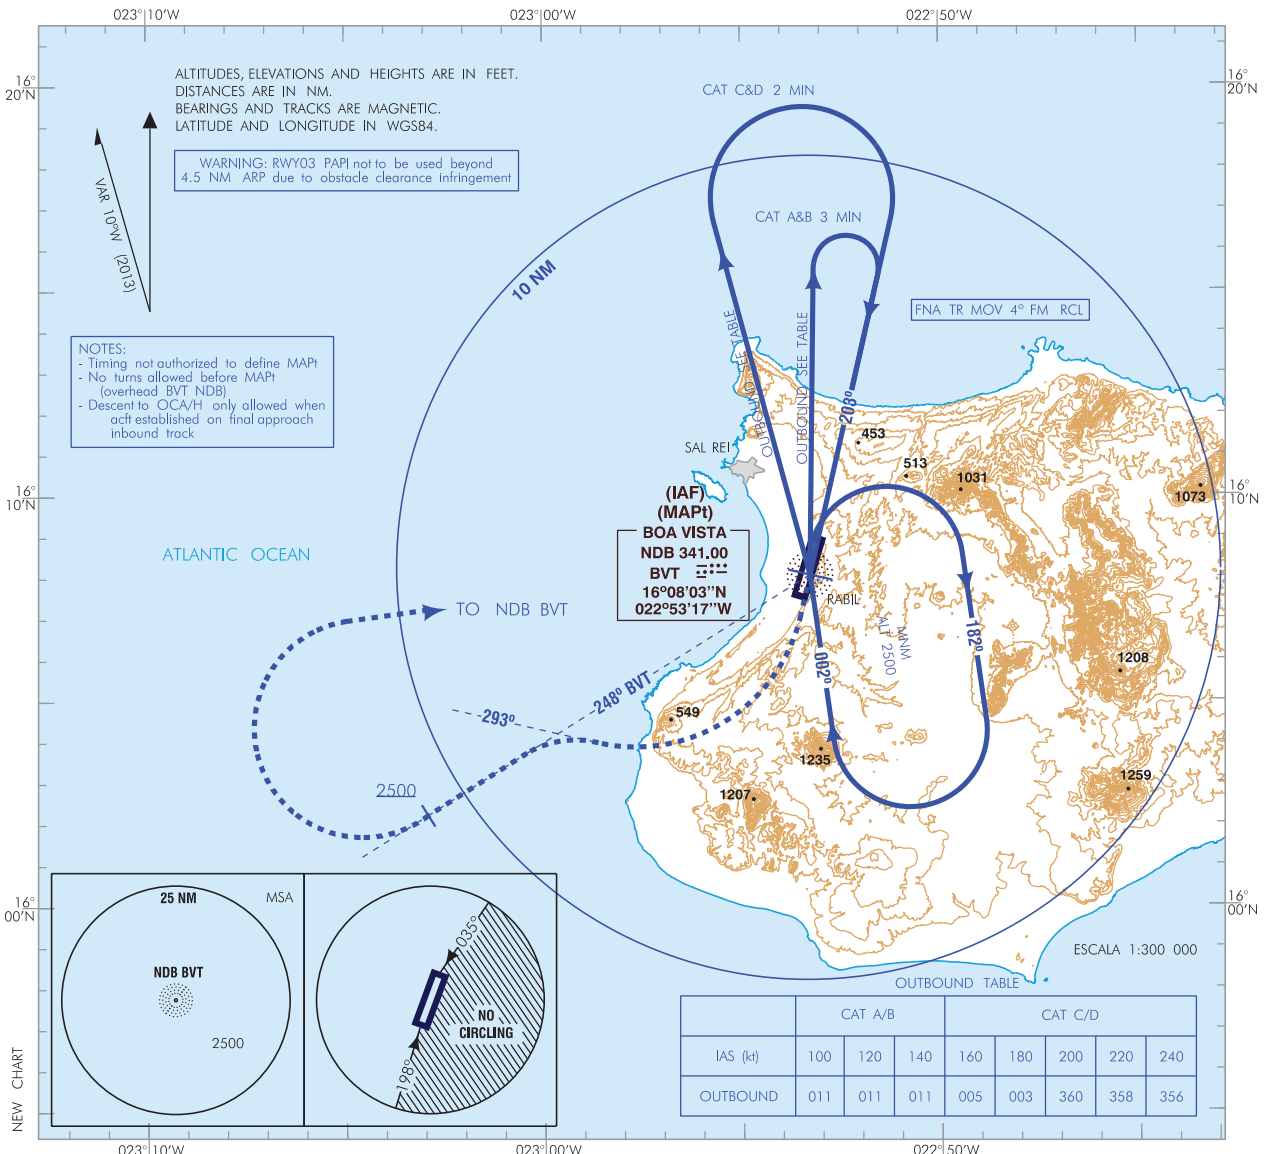 023°10'W
023°00'W
022°50'W
16°
20'N
16°
20'N
ALTITUDES, ELEVATIONS AND HEIGHTS ARE IN FEET.
DISTANCES ARE IN NM.
BEARINGS AND TRACKS ARE MAGNETIC.
LATITUDE AND LONGITUDE IN WGS84.
WARNING: RWY03 PAPI not to be used beyond
4.5 NM ARP due to obstacle clearance infringement
VAR 10°W (2013)
CAT C&D 2 MIN
CAT A&B 3 MIN
10 NM
FNA TR MOV 4° FM RCL
NOTES:
- Timing not authorized to define MAPt
- No turns allowed before MAPt
(overhead BVT NDB)
- Descent to OCA/H only allowed when
acft established on final approach
inbound track
OUTBOUND SEE TABLE
OUTBOUND SEE TABLE
203°
SAL REI
453
513
1031
1073
16°
10'N
16°
10'N
(IAF)
(MAPt)
BOA VISTA
NDB 341.00
BVT
16°08'03"N
022°53'17"W
ATLANTIC OCEAN
TO NDB BVT
RABIL
MNM
ALT 2500
182°
002°
1208
248° BVT
293°
549
1235
1207
1259
2500
25 NM
MSA
NDB BVT
2500
035°
198°
NO
CIRCLING
16°
00'N
16°
00'N
ESCALA 1:300 000
OUTBOUND TABLE
CAT A/B CAT C/D
IAS (kt) 100 120 140 160 180 200 220 240
OUTBOUND 011 011 011 005 003 360 358 356
NEW CHART
023°10'W
023°00'W
022°50'W